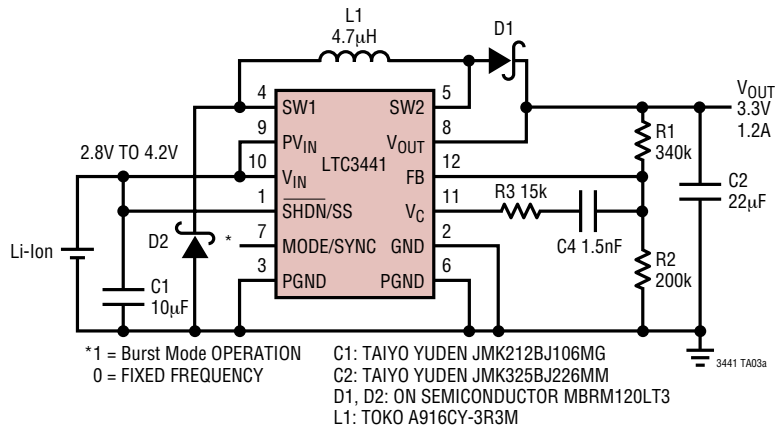 L1
4.7µH
D1
4
SW1
SW2
5
VOUT
3.3V
1.2A
9
PVIN
VOUT
8
LTC3441
R1
340k
2.8V TO 4.2V
10
VIN
FB
12
1
SHDN/SS
VC
11
R3 15k
C2
22µF
Li-Ion
D2
*
7
MODE/SYNC
GND
2
C4 1.5nF
R2
200k
3
PGND
PGND
6
C1
10µF
*1 = Burst Mode OPERATION
0 = FIXED FREQUENCY
C1: TAIYO YUDEN JMK212BJ106MG
C2: TAIYO YUDEN JMK325BJ226MM
D1, D2: ON SEMICONDUCTOR MBRM120LT3
L1: TOKO A916CY-3R3M
3441 TA03a